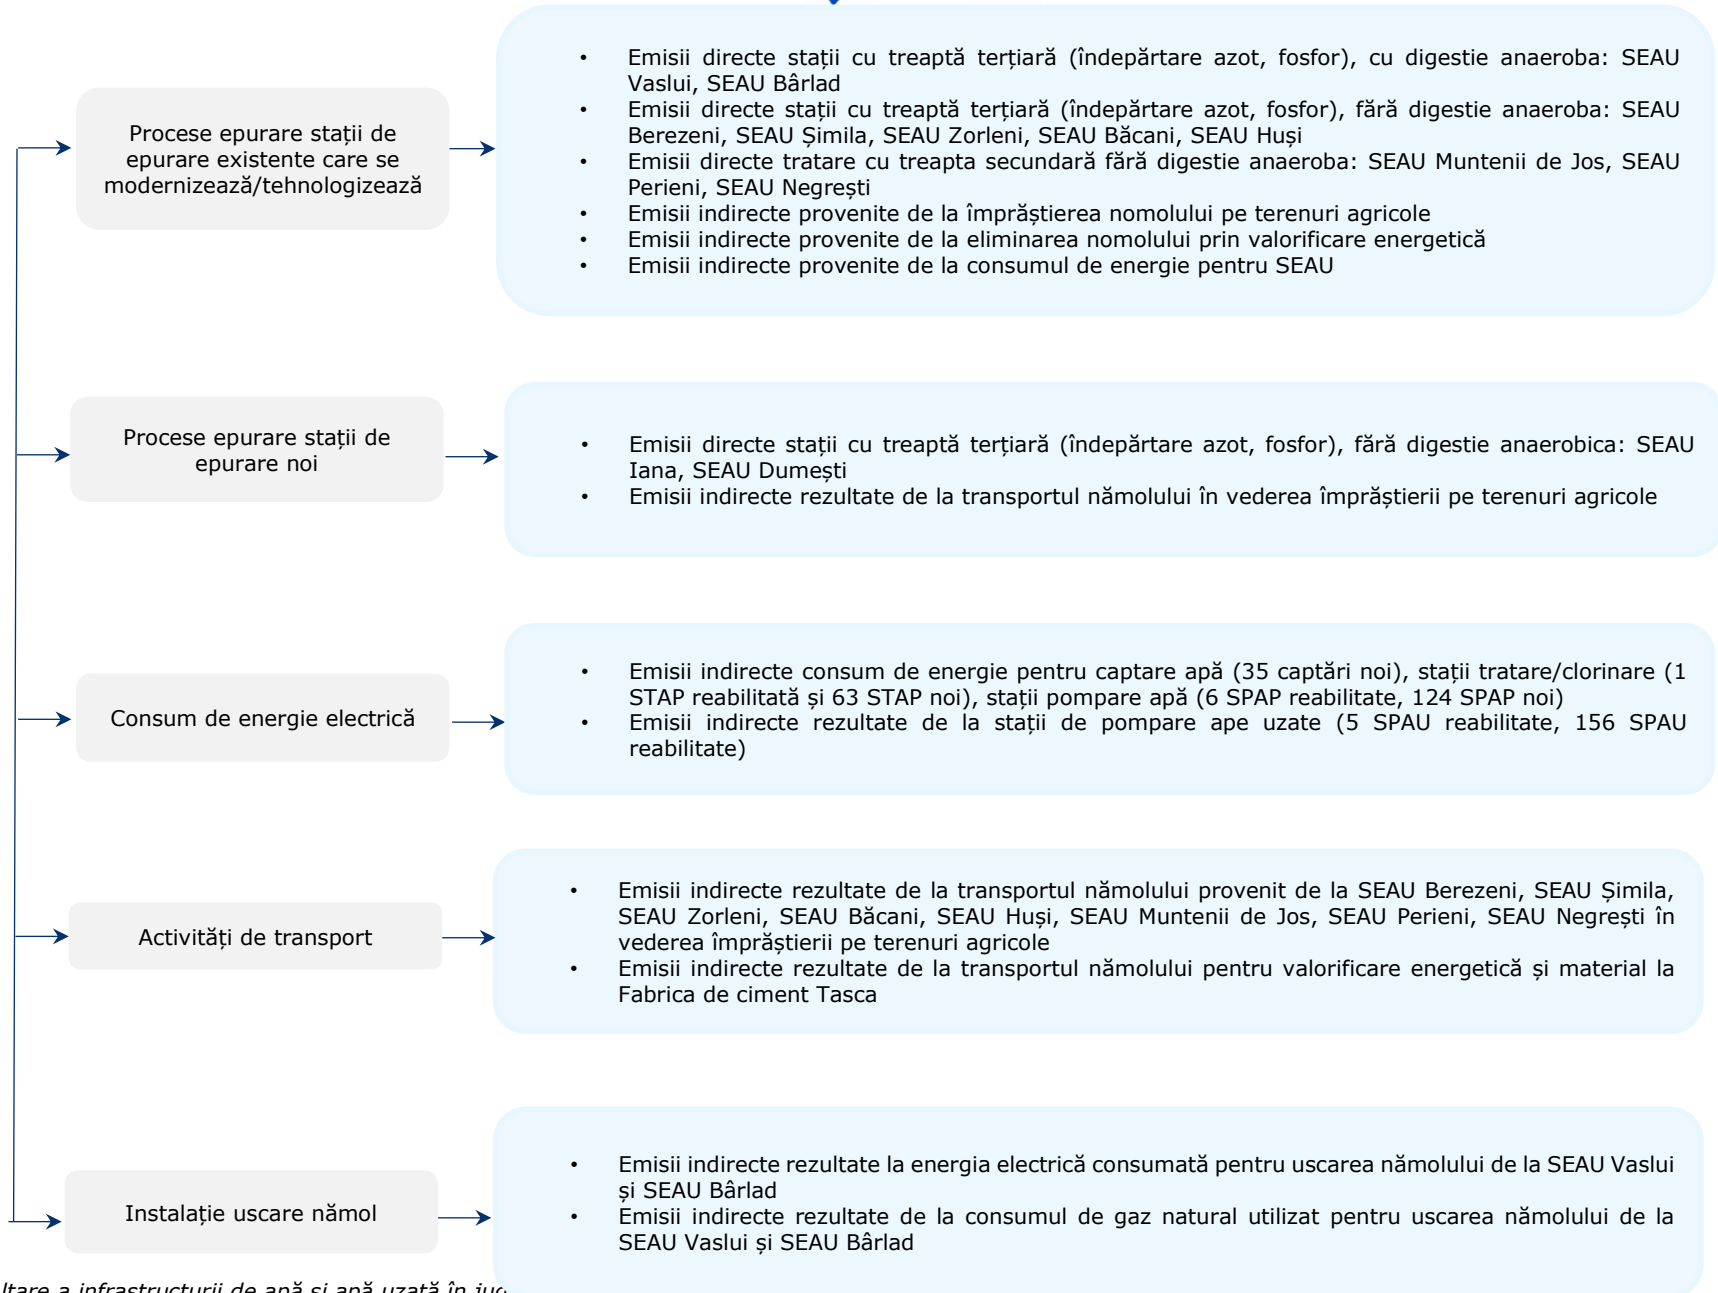 Procese epurare stații de
epurare existente care se
modernizează/tehnologizează
• Emisii directe stații cu treaptă terțiară (îndepărtare azot, fosfor), cu digestie anaeroba: SEAU
Vaslui, SEAU Bârlad
• Emisii directe stații cu treaptă terțiară (îndepărtare azot, fosfor), fără digestie anaeroba: SEAU
Berezeni, SEAU Șimila, SEAU Zorleni, SEAU Băcani, SEAU Huși
• Emisii directe tratare cu treapta secundară fără digestie anaeroba: SEAU Muntenii de Jos, SEAU
Perieni, SEAU Negrești
• Emisii indirecte provenite de la împrăștierea nomolului pe terenuri agricole
• Emisii indirecte provenite de la eliminarea nomolului prin valorificare energetică
• Emisii indirecte provenite de la consumul de energie pentru SEAU
Procese epurare stații de
epurare noi
• Emisii directe stații cu treaptă terțiară (îndepărtare azot, fosfor), fără digestie anaerobica: SEAU
Iana, SEAU Dumești
• Emisii indirecte rezultate de la transportul nămolului în vederea împrăștierii pe terenuri agricole
Consum de energie electrică
• Emisii indirecte consum de energie pentru captare apă (35 captări noi), stații tratare/clorinare (1
STAP reabilitată și 63 STAP noi), stații pompare apă (6 SPAP reabilitate, 124 SPAP noi)
• Emisii indirecte rezultate de la stații de pompare ape uzate (5 SPAU reabilitate, 156 SPAU
reabilitate)
Activități de transport
• Emisii indirecte rezultate de la transportul nămolului provenit de la SEAU Berezeni, SEAU Șimila,
SEAU Zorleni, SEAU Băcani, SEAU Huși, SEAU Muntenii de Jos, SEAU Perieni, SEAU Negrești în
vederea împrăștierii pe terenuri agricole
• Emisii indirecte rezultate de la transportul nămolului pentru valorificare energetică și material la
Fabrica de ciment Tasca
Instalație uscare nămol
• Emisii indirecte rezultate la energia electrică consumată pentru uscarea nămolului de la SEAU Vaslui
și SEAU Bârlad
• Emisii indirecte rezultate de la consumul de gaz natural utilizat pentru uscarea nămolului de la
SEAU Vaslui și SEAU Bârlad
ltare a infrastructurii de apă și apă uzată în jud